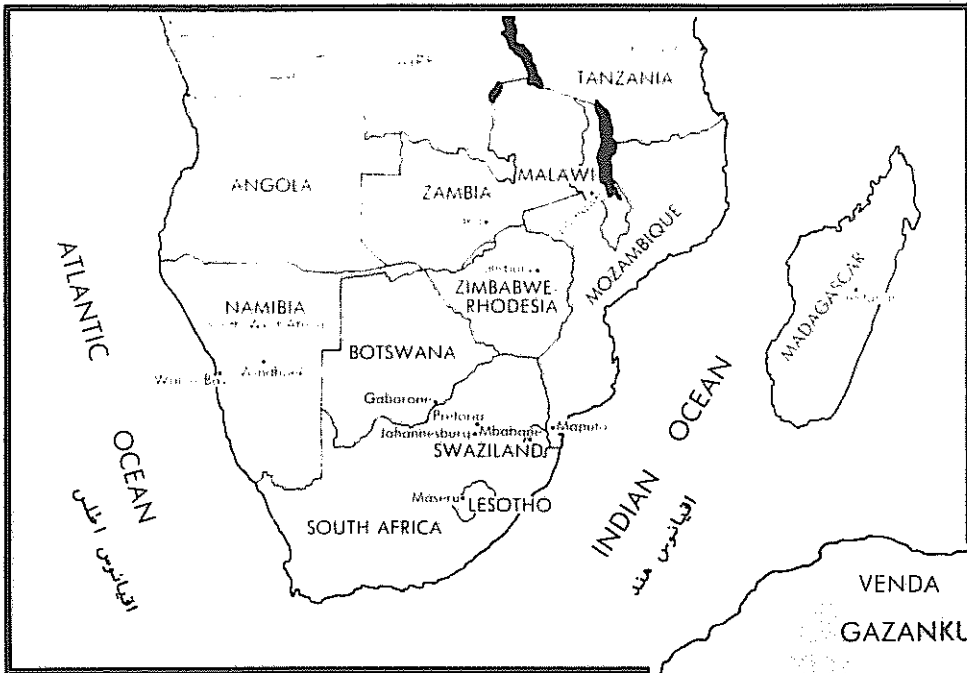 TANZANIA
MALAWI
ANGOLA
ZAMBIA
MOZAMBIQUE
ZIMBABWE-
RHODESIA
NAMIBIA
MADAGASCAR
ATLANTIC
OCEAN
BOTSWANA
Gaborone
Pretoria
Johannesburg
Mbabane
Maputo
SWAZILAND
Maseru
LESOTHO
SOUTH AFRICA
INDIAN OCEAN
اقیانوس اطلس
اقیانوس هند
VENDA
GAZANKU